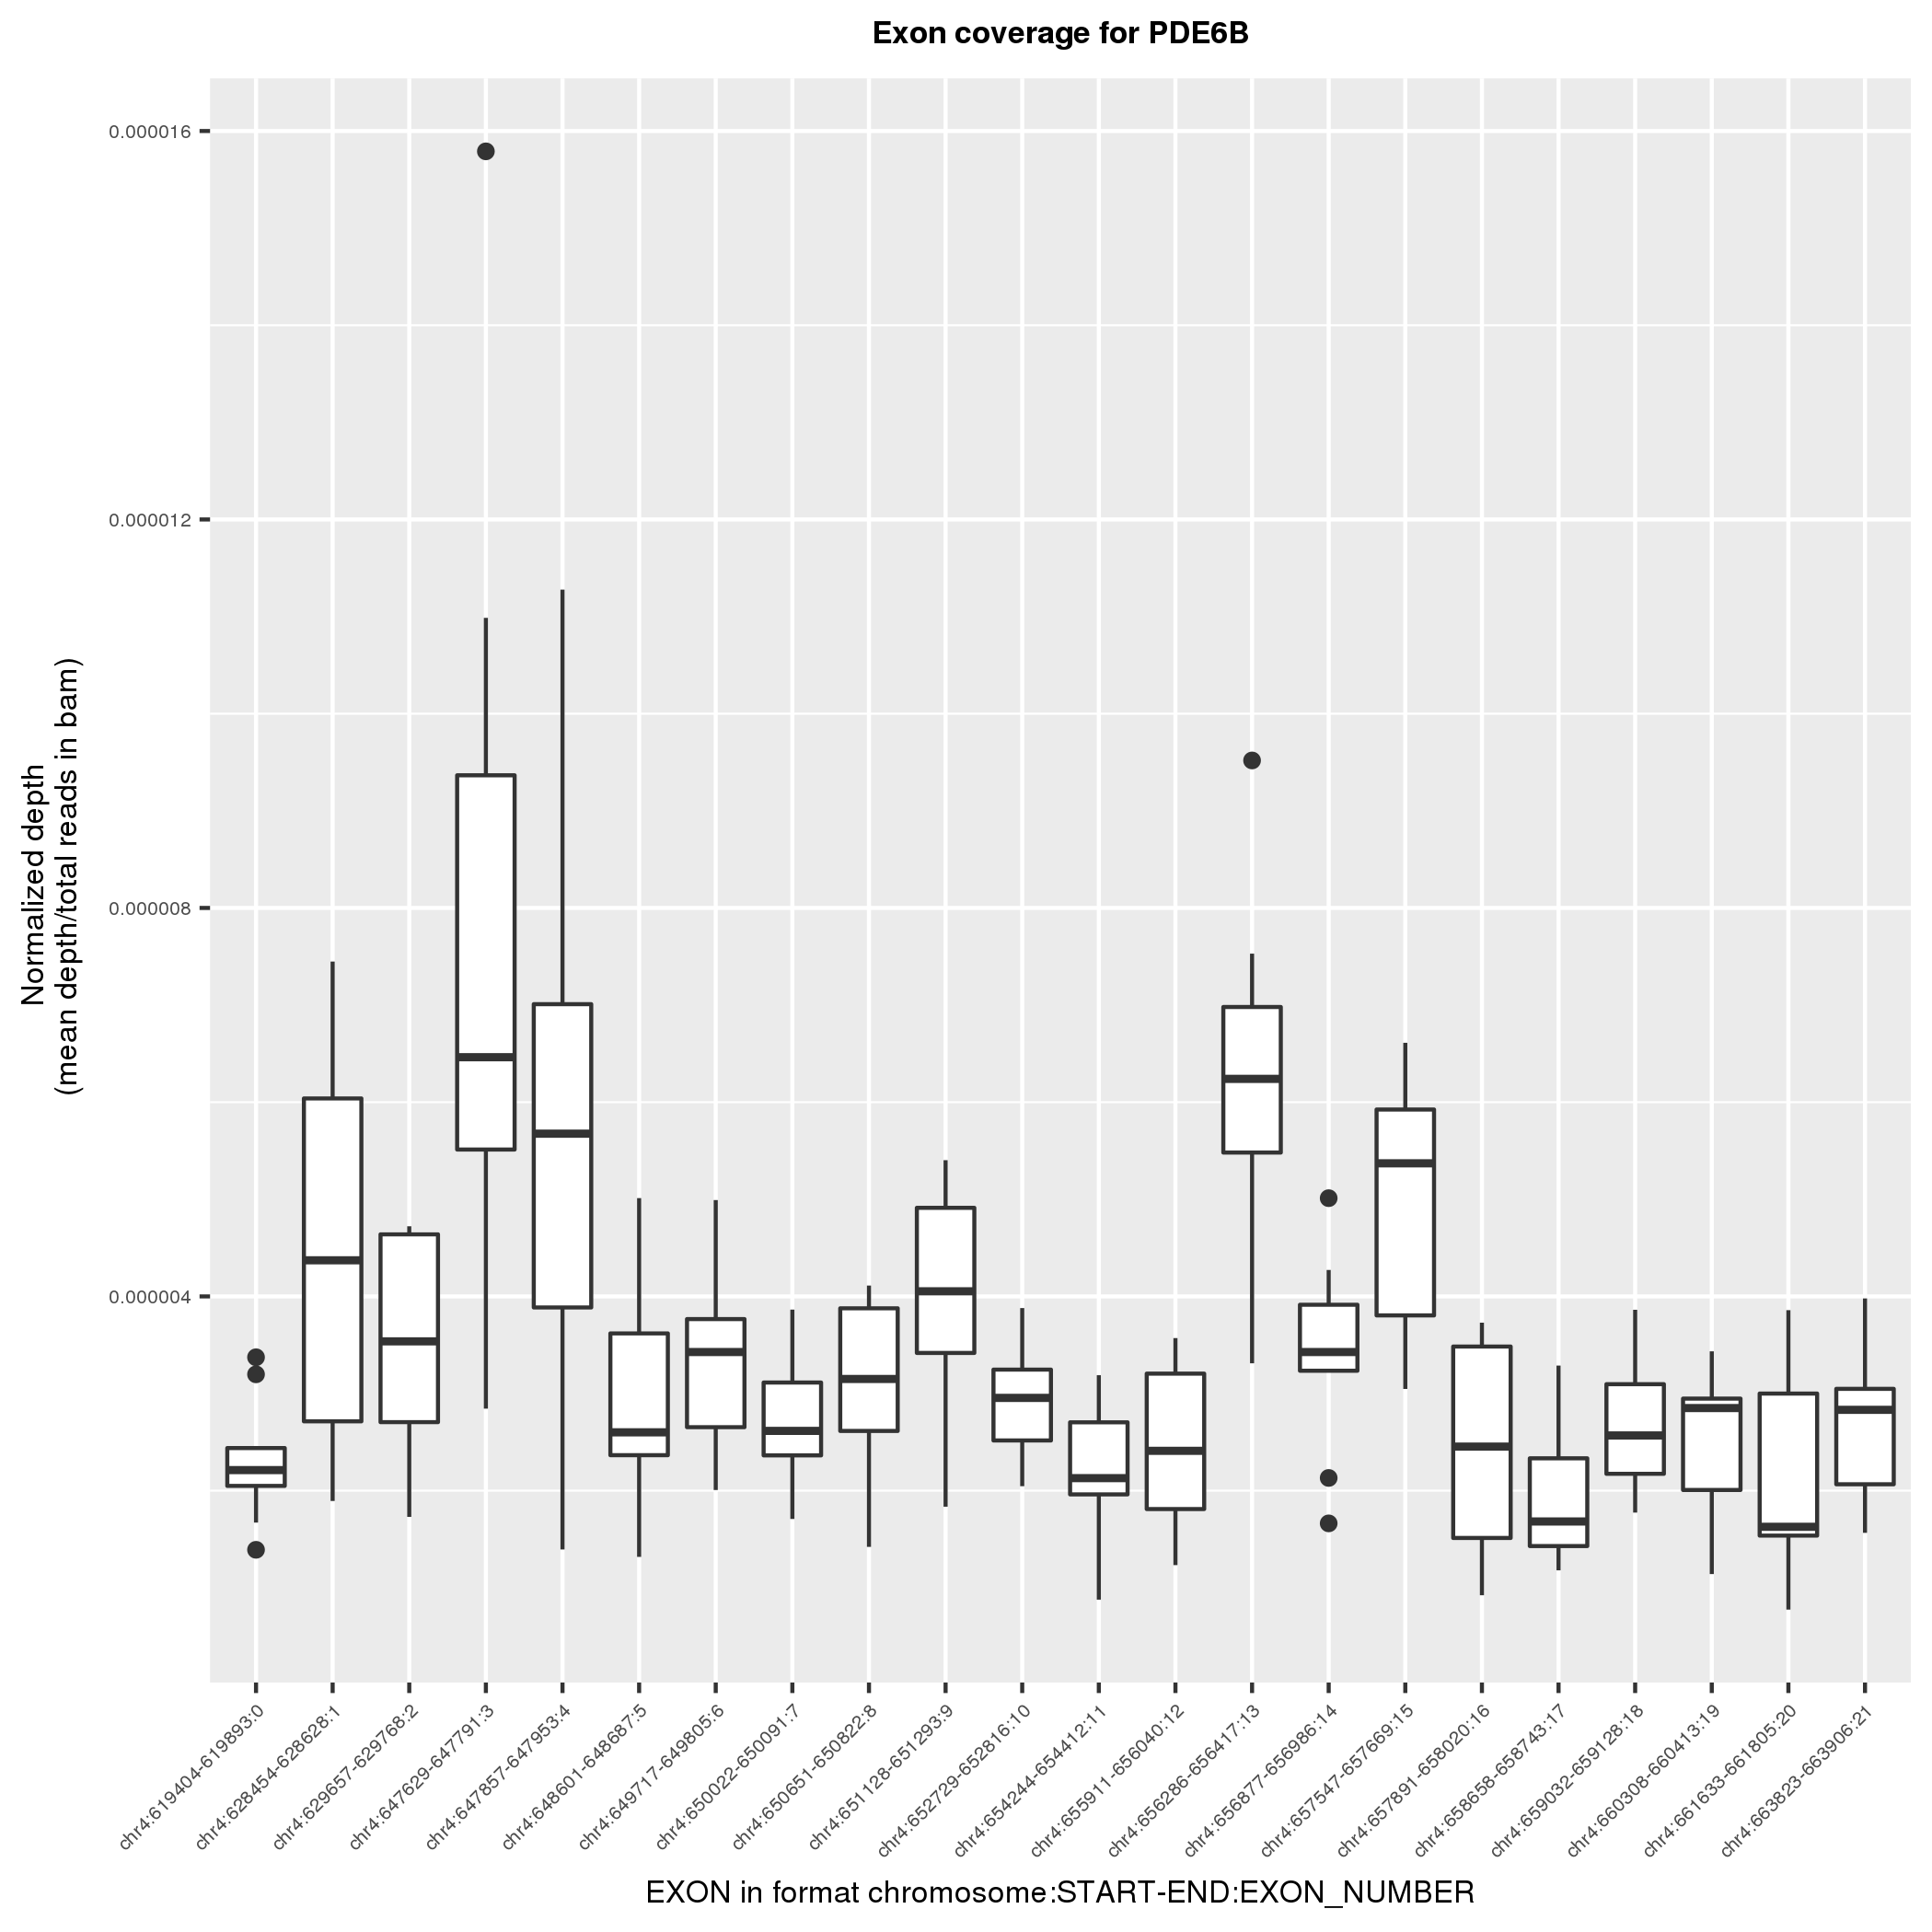 Exon coverage for PDE6B
0.000016
0.000012
0.000008
0.000004
Normalized depth
(mean depth/total reads in bam)
chr4:619404-619893:0
chr4:628454-628628:1
chr4:629657-629768:2
chr4:647629-647791:3
chr4:647857-647953:4
chr4:648601-648687:5
chr4:649717-649805:6
chr4:650022-650091:7
chr4:650651-650822:8
chr4:651128-651293:9
chr4:652729-652816:10
chr4:654244-654412:11
chr4:655911-656040:12
chr4:656286-656417:13
chr4:656877-656986:14
chr4:657547-657669:15
chr4:657891-658020:16
chr4:658658-658743:17
chr4:659032-659128:18
chr4:660308-660413:19
chr4:661633-661805:20
chr4:663823-663906:21
EXON in format chromosome:START-END:EXON_NUMBER